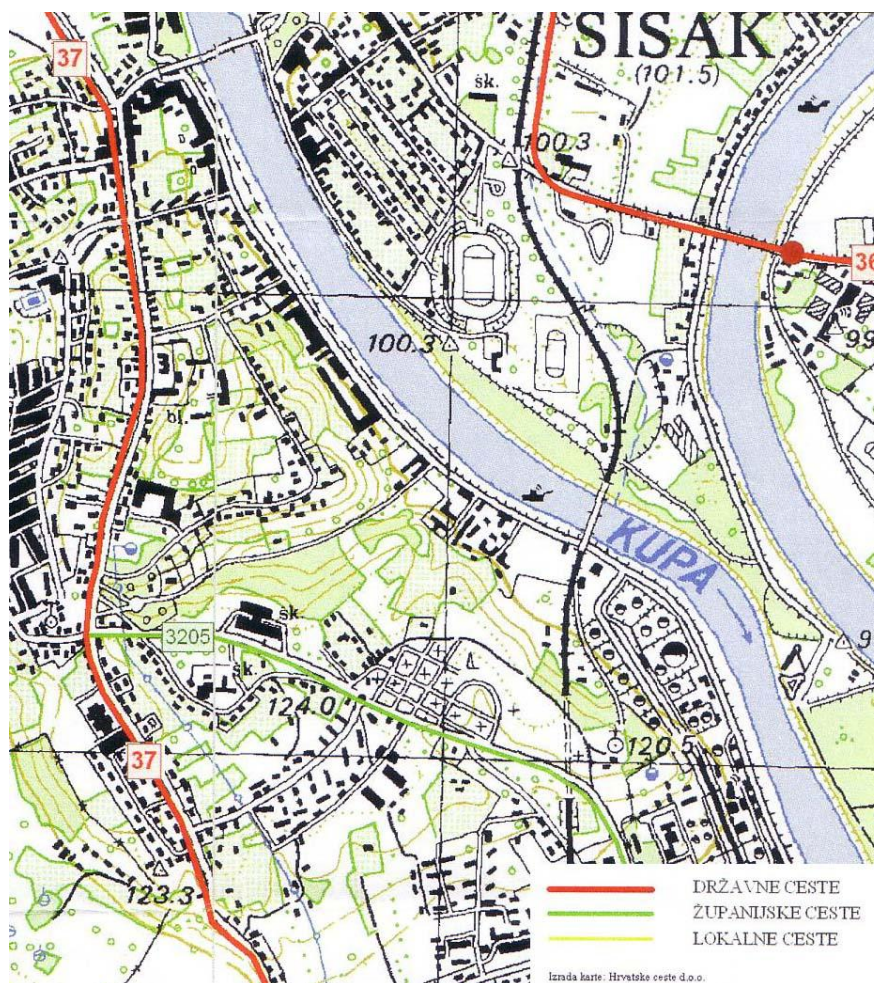 SISAK
(101.5)
37
šk.
100.3
36
99
100.3
bl.
KUPA
3205
šk.
šk
9
124.0
120.5
37
123.3
DRŽAVNE CESTE
ŽUPANIJSKE CESTE
LOKALNE CESTE
Izrada karte: Hrvatske ceste d.o.o.